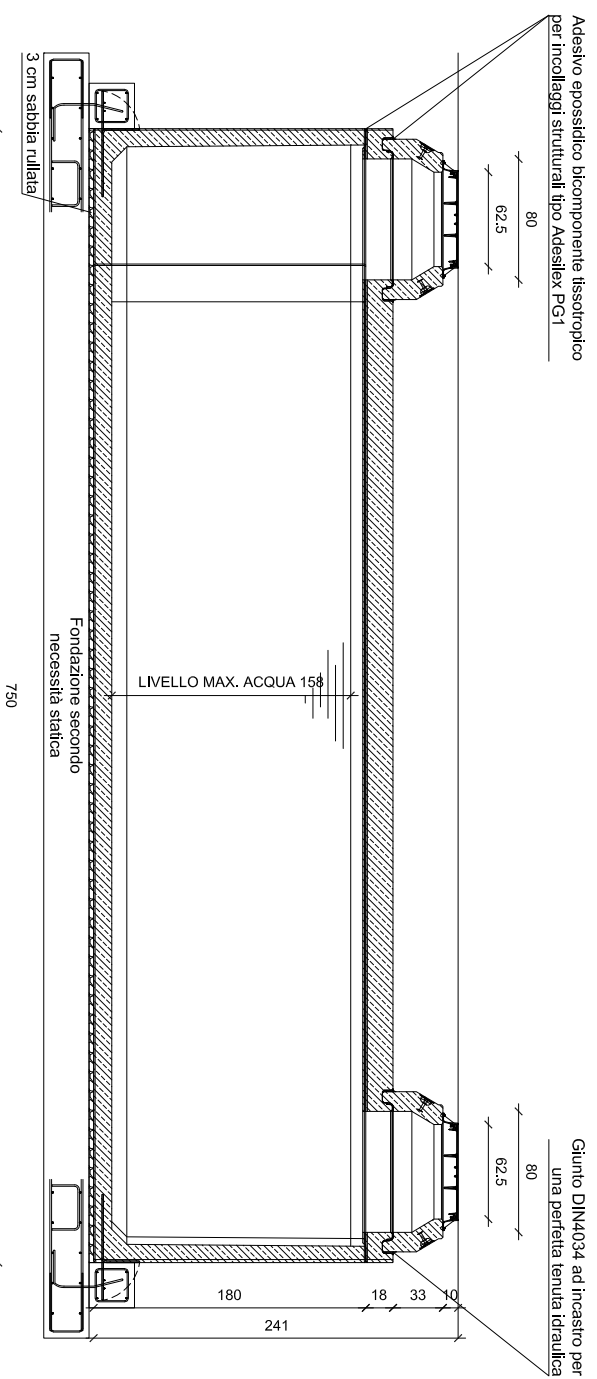 Adesivo epossidico bicomponente tissotropico
per incollaggi strutturali tipo Adesilex PG1
Giunto DIN4034 ad incastro per
una perfetta tenuta idraulica
80
62.5
80
62.5
LIVELLO MAX. ACQUA 158
180
18
33
10
241
3 cm sabbia rullata
Fondazione secondo
necessità statica
750